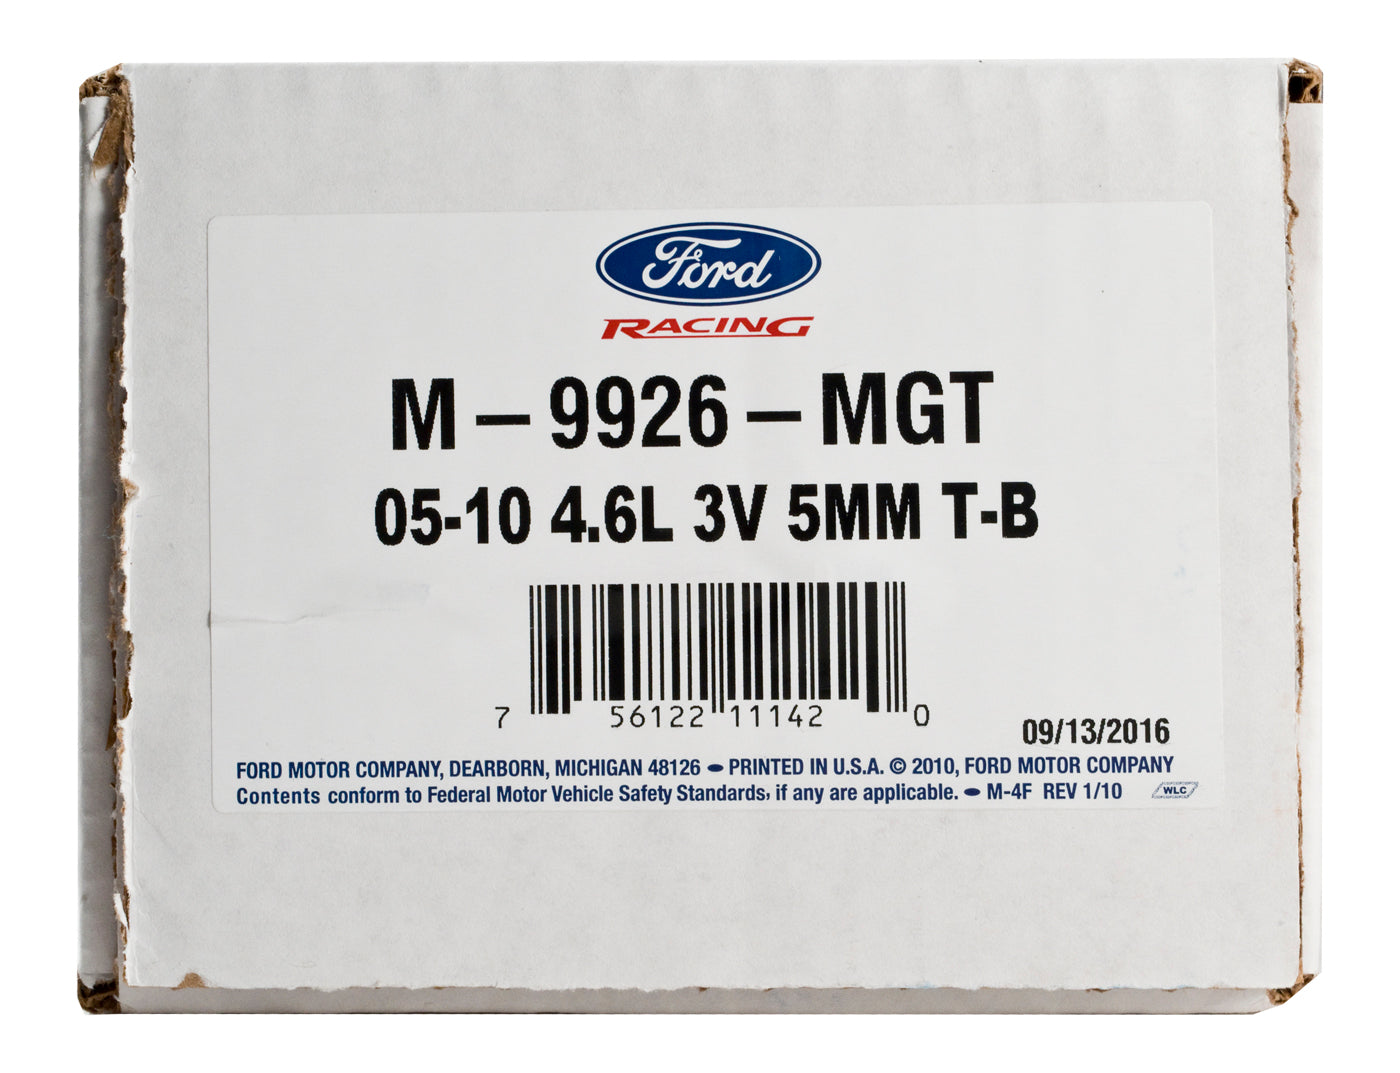 Ford
RACING
M-9926-MGT
05-10 4.6L 3V 5MM T-B
7 56122 11142 0
09/13/2016
FORD MOTOR COMPANY, DEARBORN, MICHIGAN 48126 • PRINTED IN U.S.A. © 2010, FORD MOTOR COMPANY
Contents conform to Federal Motor Vehicle Safety Standards, if any are applicable. • M-4F REV 1/10
WLC